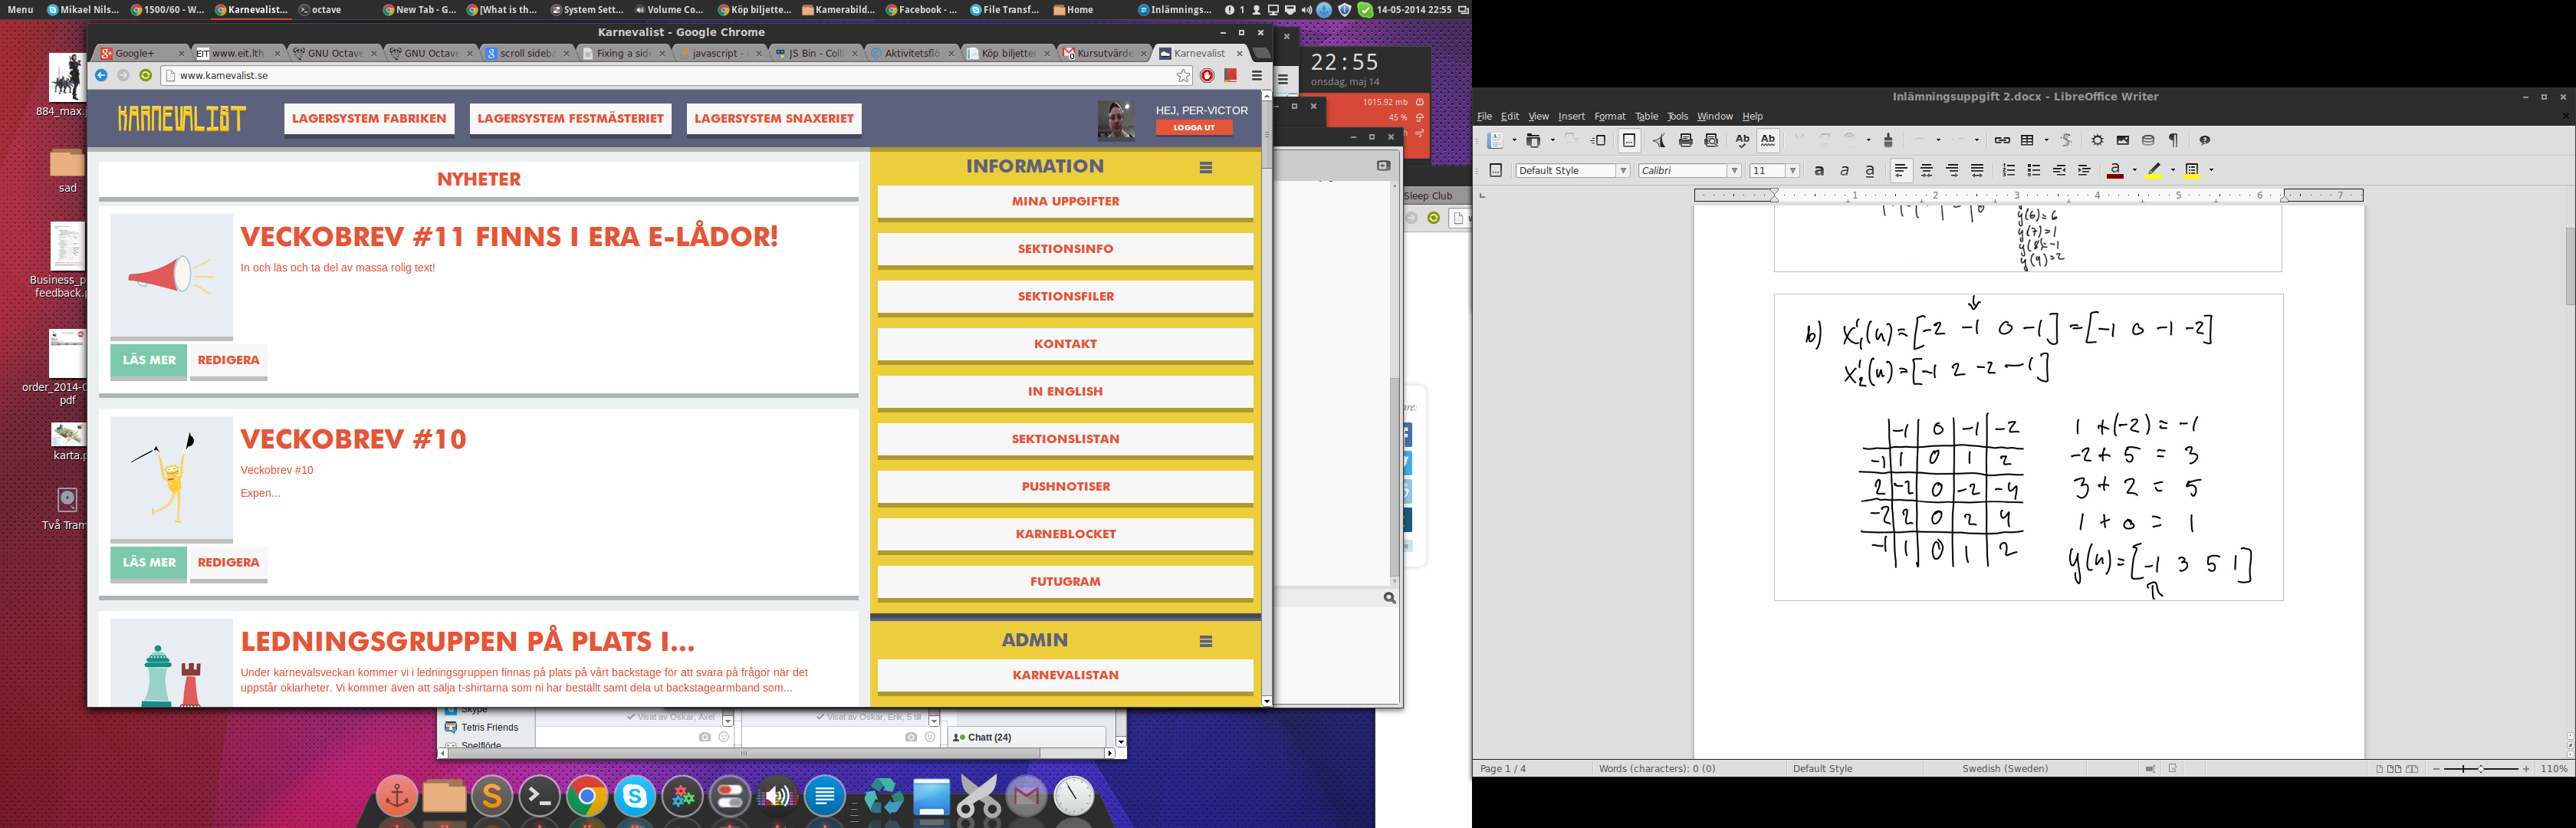 Menu Mikael Nils... 1500/60 - W... Karnevalist... octave New Tab - G... [What is th... System Sett... Volume Co... Köp biljette... Kamerabild... Facebook - ... File Transf... Home Inlämnings... 1 14-05-2014 22:55
Karnevalist - Google Chrome
Google+ www.eit.lth GNU Octave GNU Octave scroll sideba Fixing a side javascript - JS Bin - Coll Aktivitetsflö Köp biljetter Kursutvärde Karnevalist
www.karnevalist.se
KARNEVALIST
LAGERSYSTEM FABRIKEN LAGERSYSTEM FESTMÄSTERIET LAGERSYSTEM SNAXERIET
HEJ, PER-VICTOR
LOGGA UT
NYHETER
VECKOBREV #11 FINNS I ERA E-LÅDOR!
In och läs och ta del av massa rolig text!
LÄS MER REDIGERA
VECKOBREV #10
Veckobrev #10
Expen...
LÄS MER REDIGERA
LEDNINGSGRUPPEN PÅ PLATS I...
Under karnevalsveckan kommer vi i ledningsgruppen finnas på plats på vårt backstage för att svara på frågor när det
uppstår oklarheter. Vi kommer även att sälja t-shirtarna som ni har beställt samt dela ut backstagearmband som...
INFORMATION
MINA UPPGIFTER
SEKTIONSINFO
SEKTIONSFILER
KONTAKT
IN ENGLISH
SEKTIONSLISTAN
PUSHNOTISER
KARNEBLOCKET
FUTUGRAM
ADMIN
KARNEVALISTAN
884_max.j
sad
Business_p
feedback.p
order_2014-0
pdf
karta.p
Två Tram
22:55
onsdag, maj 14
1015.92 mb
45 %
Sleep Club
Skype
Tetris Friends
Spelflöde
Visat av Oskar, Axel
Visat av Oskar, Erik, 5 till
Chatt (24)
Inlämningsuppgift 2.docx - LibreOffice Writer
File Edit View Insert Format Table Tools Window Help
Default Style Calibri 11
1 2 3 4 5 6 7
y(6)=6
y(7)=1
y(8)=-1
y(9)=2
b) x₁'(n)=[-2 -1 0 -1] =[-1 0 -1 -2]
x₂'(n)=[-1 2 -2 -1]
-1 0 -1 -2
-1 1 0 1 2
2 -2 0 -2 -4
-2 2 0 2 4
-1 1 0 1 2
1 +(-2) = -1
-2 + 5 = 3
3 + 2 = 5
1 + 0 = 1
y(n)=[-1 3 5 1]
Page 1 / 4 Words (characters): 0 (0) Default Style Swedish (Sweden) 110%